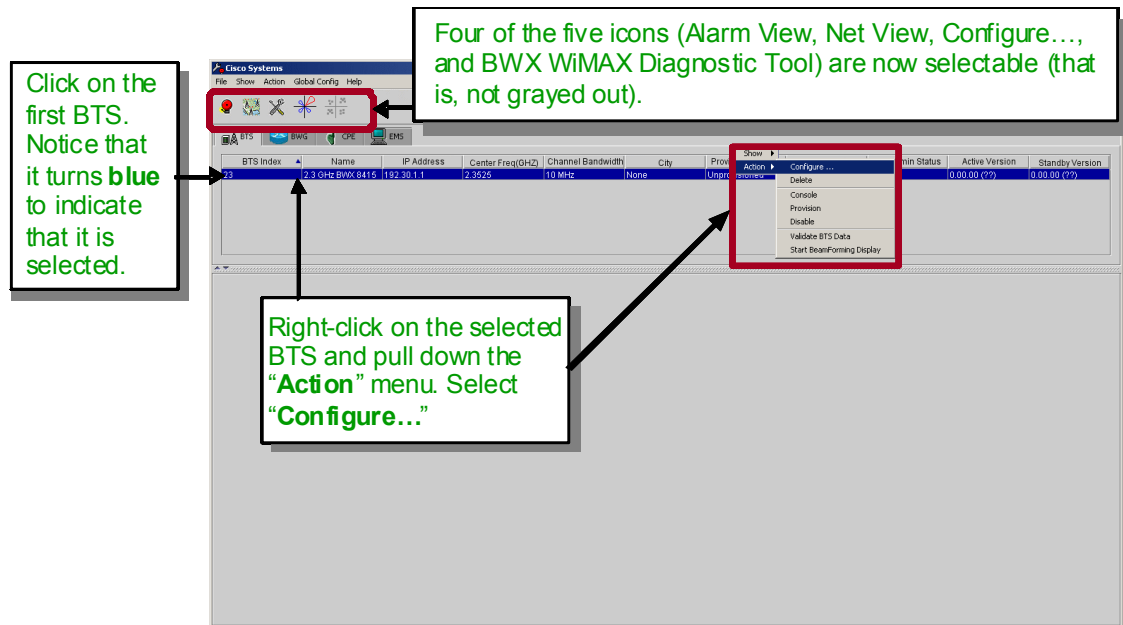 Four of the five icons (Alarm View, Net View, Configure…,
and BWX WiMAX Diagnostic Tool) are now selectable (that
is, not grayed out).
Click on the
first BTS.
Notice that
it turns blue
to indicate
that it is
selected.
Cisco Systems
File Show Action Global Config Help
BTS BWG CPE EMS
BTS Index Name IP Address Center Freq(GHZ) Channel Bandwidth City min Status Active Version Standby Version
23 2.3 GHz BWX 8415 192.30.1.1 2.3525 10 MHz None 0.00.00 (??) 0.00.00 (??)
Show
Action Configure ...
Delete
Console
Provision
Disable
Validate BTS Data
Start BeamForming Display
Right-click on the selected
BTS and pull down the
“Action” menu. Select
“Configure…”